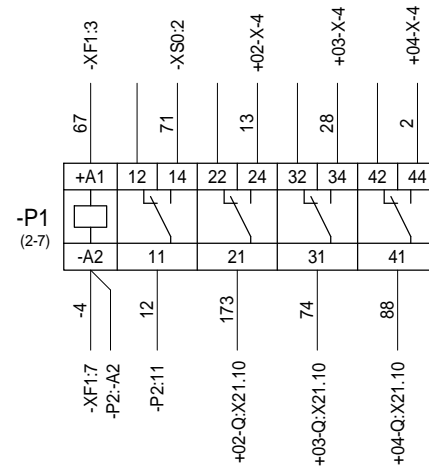 -XF1:3
-XS0:2
+02-X-4
+03-X-4
+04-X-4
67
71
13
28
2
+A1
12
14
22
24
32
34
42
44
-P1
(2-7)
-A2
11
21
31
41
-4
12
173
74
88
-XF1:7
-P2:-A2
-P2:11
+02-Q:X21.10
+03-Q:X21.10
+04-Q:X21.10